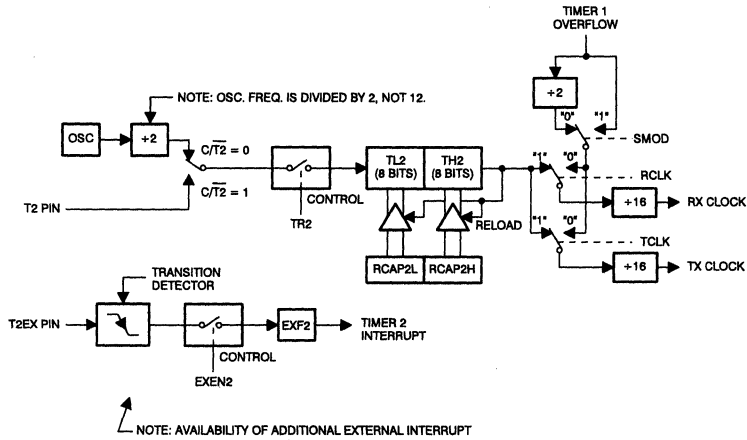 TIMER 1
OVERFLOW
÷2
NOTE: OSC. FREQ. IS DIVIDED BY 2, NOT 12.
"0"
"1"
SMOD
OSC
÷2
C/T̅2̅ = 0
TL2
(8 BITS)
TH2
(8 BITS)
"1"
"0"
RCLK
C/T̅2̅ = 1
CONTROL
÷16
RX CLOCK
T2 PIN
TR2
RELOAD
"1"
"0"
TCLK
RCAP2L
RCAP2H
÷16
TX CLOCK
TRANSITION
DETECTOR
T2EX PIN
EXF2
TIMER 2
INTERRUPT
CONTROL
EXEN2
NOTE: AVAILABILITY OF ADDITIONAL EXTERNAL INTERRUPT